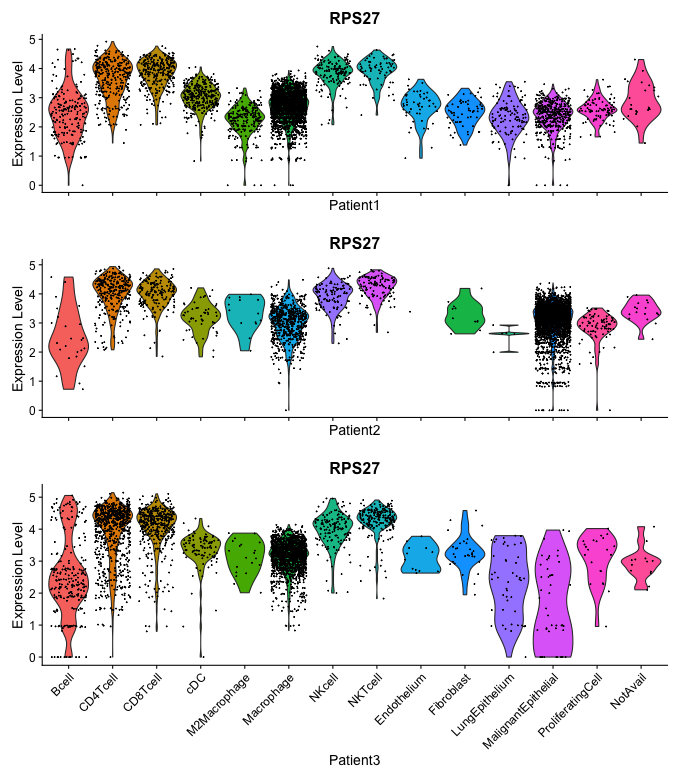 RPS27
Expression Level
5
4
3
2
1
0
Patient1
RPS27
Expression Level
5
4
3
2
1
0
Patient2
RPS27
Expression Level
5
4
3
2
1
0
Bcell
CD4Tcell
CD8Tcell
cDC
M2Macrophage
Macrophage
NKcell
NKTcell
Endothelium
Fibroblast
LungEpithelium
MalignantEpithelial
ProliferatingCell
NotAvail
Patient3